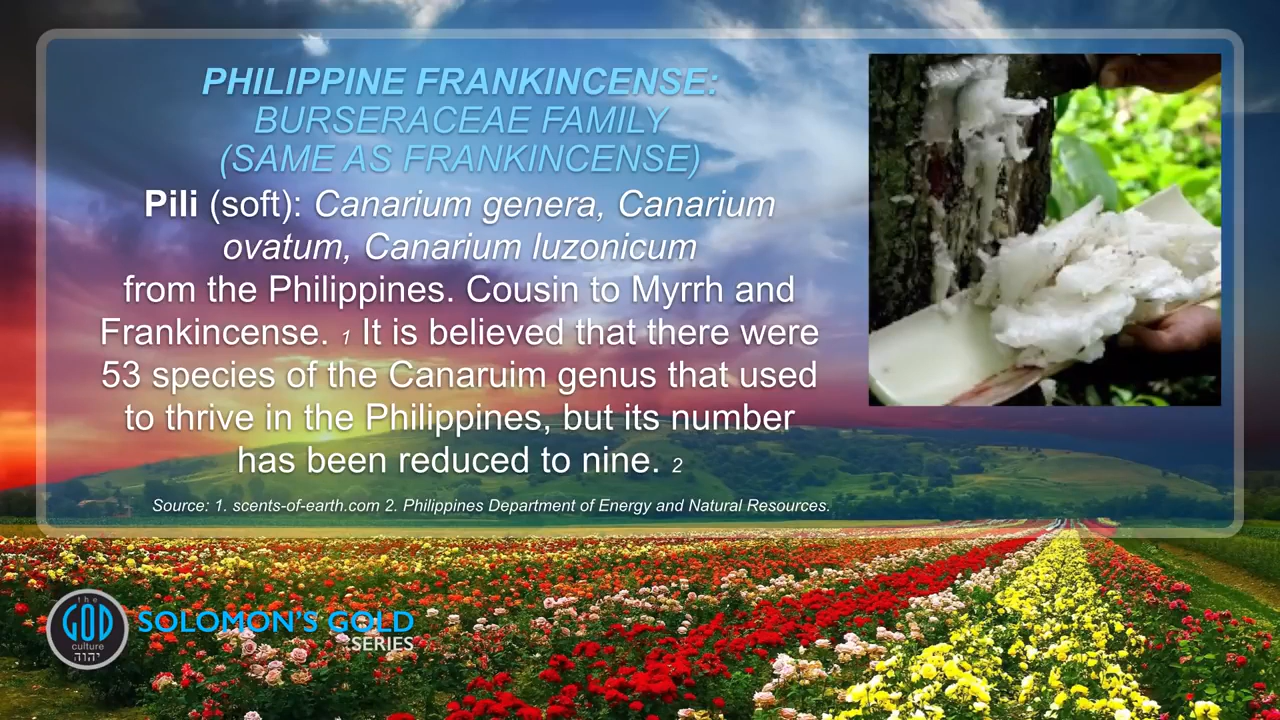 PHILIPPINE FRANKINCENSE:
BURSERACEAE FAMILY
(SAME AS FRANKINCENSE)
Pili (soft): Canarium genera, Canarium
ovatum, Canarium luzonicum
from the Philippines. Cousin to Myrrh and
Frankincense. 1 It is believed that there were
53 species of the Canaruim genus that used
to thrive in the Philippines, but its number
has been reduced to nine. 2
Source: 1. scents-of-earth.com 2. Philippines Department of Energy and Natural Resources.
the
GOD
culture
יהוה
SOLOMON'S GOLD
SERIES